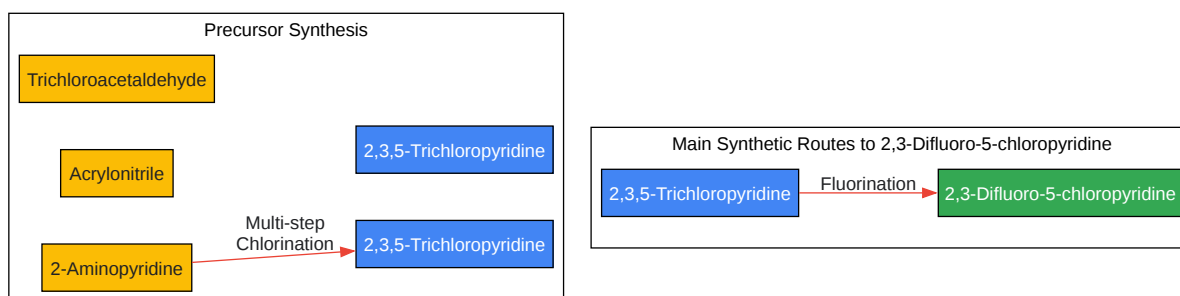 Precursor Synthesis
Trichloroacetaldehyde
2,3,5-Trichloropyridine
Acrylonitrile
Multi-step
Chlorination
2,3,5-Trichloropyridine
2-Aminopyridine
Main Synthetic Routes to 2,3-Difluoro-5-chloropyridine
2,3,5-Trichloropyridine
Fluorination
2,3-Difluoro-5-chloropyridine